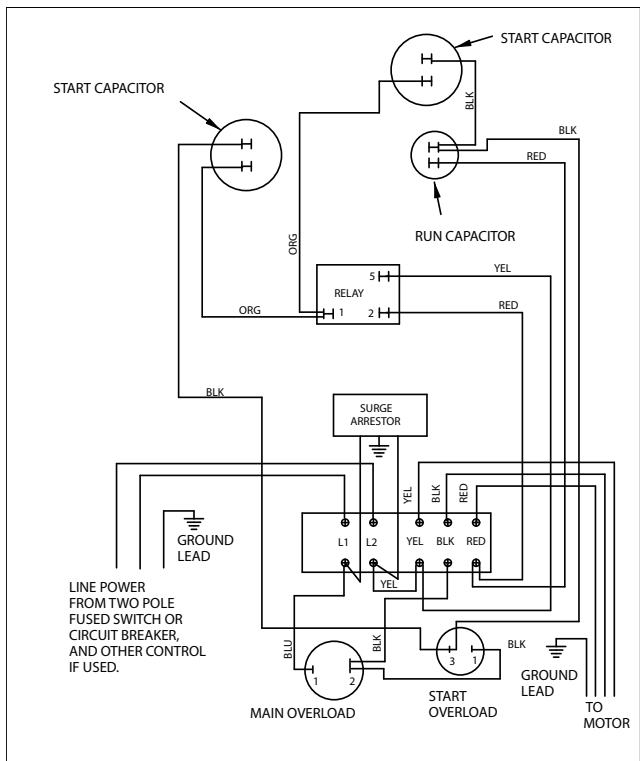 START CAPACITOR
START CAPACITOR
BLK
BLK
RED
RUN CAPACITOR
ORG
YEL
5
RELAY
1
2
RED
ORG
BLK
SURGE
ARRESTOR
YEL
BLK
RED
GROUND
LEAD
L1
L2
YEL
BLK
RED
YEL
LINE POWER
FROM TWO POLE
FUSED SWITCH OR
CIRCUIT BREAKER,
AND OTHER CONTROL
IF USED.
BLU
BLK
BLK
1
2
3
1
MAIN OVERLOAD
START
OVERLOAD
GROUND
LEAD
TO
MOTOR